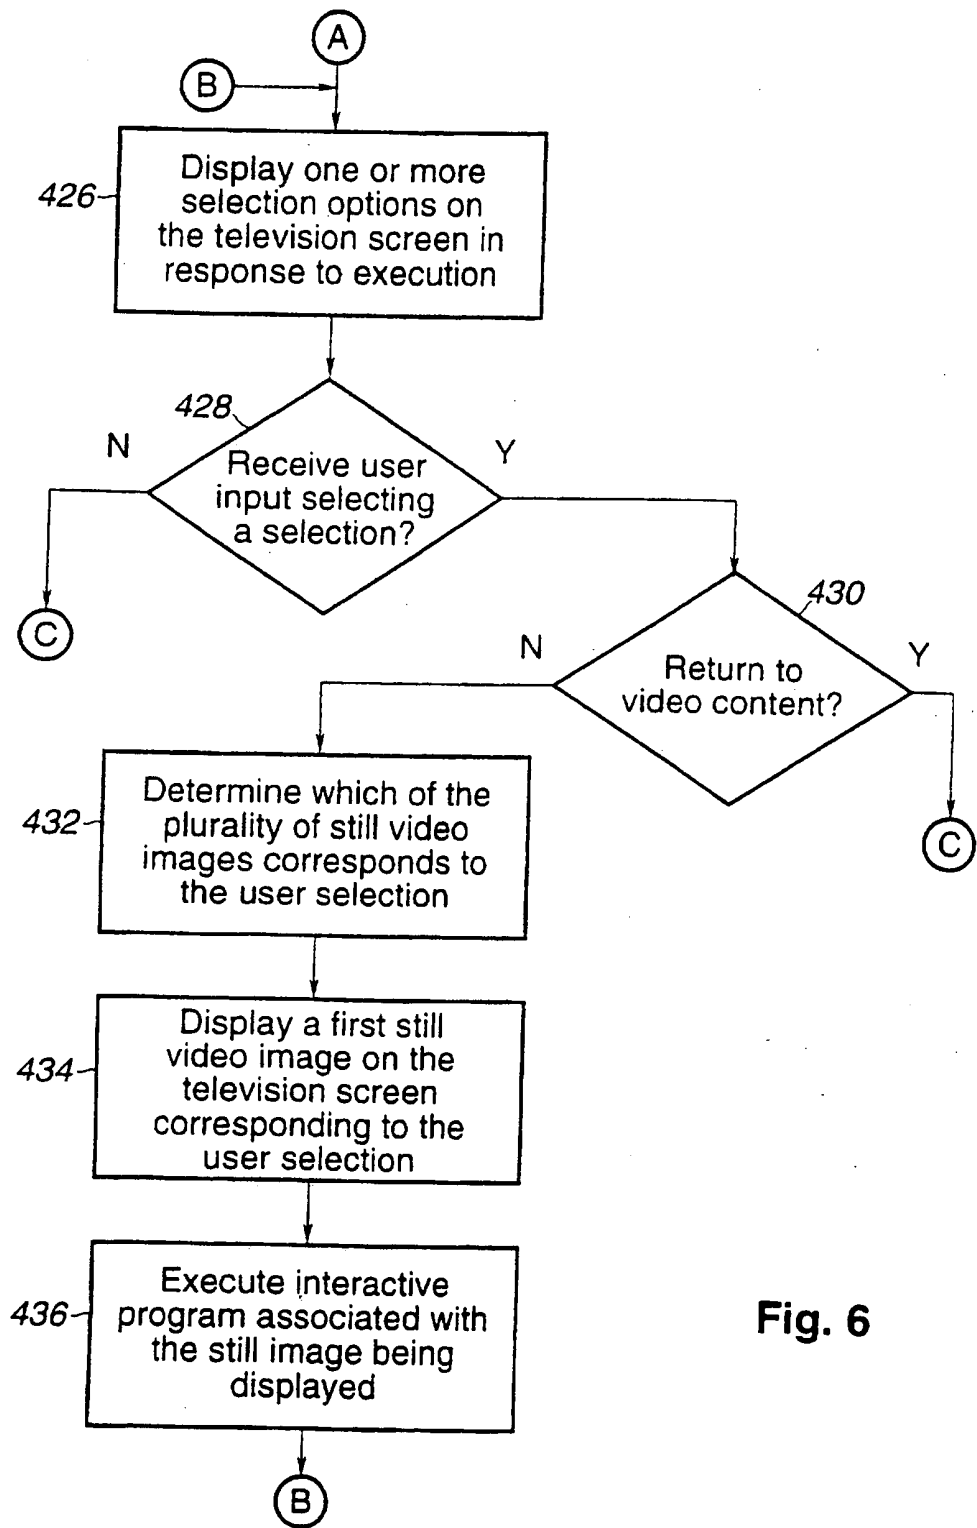 A
B
Display one or more
selection options on
the television screen in
response to execution
426
428
N
Y
Receive user
input selecting
a selection?
C
430
N
Y
Return to
video content?
C
432
Determine which of the
plurality of still video
images corresponds to
the user selection
434
Display a first still
video image on the
television screen
corresponding to the
user selection
436
Execute interactive
program associated with
the still image being
displayed
B
Fig. 6